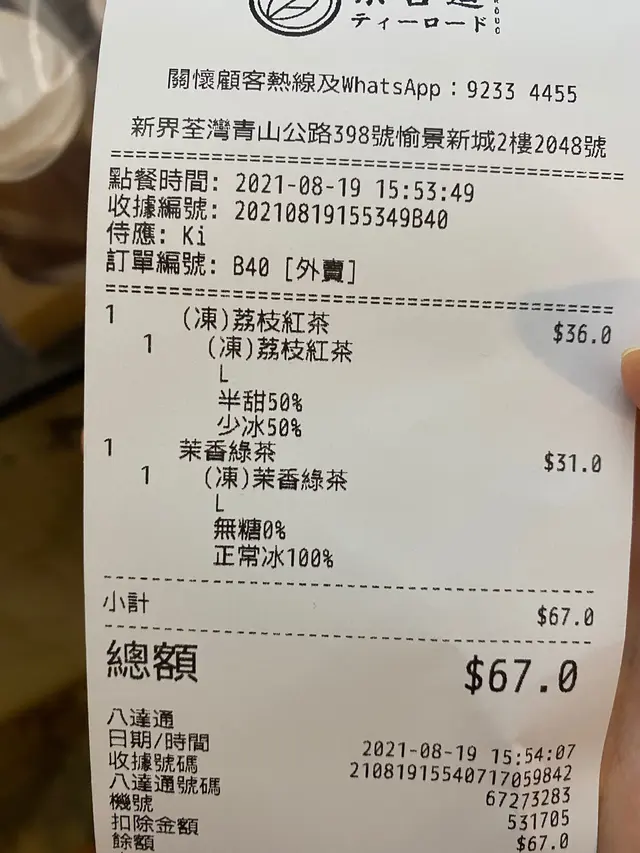 ティーロード
關懷顧客熱線及WhatsApp：9233 4455
新界荃灣青山公路398號愉景新城2樓2048號
點餐時間: 2021-08-19 15:53:49
收據編號: 20210819155349B40
侍應: Ki
訂單編號: B40 [外賣]
1 (凍)荔枝紅茶 $36.0
1 (凍)荔枝紅茶
L
半甜50%
少冰50%
1 茉香綠茶 $31.0
1 (凍)茉香綠茶
L
無糖0%
正常冰100%
小計 $67.0
總額 $67.0
八達通
日期/時間 2021-08-19 15:54:07
收據號碼 21081915540717059842
八達通號碼 67273283
機號 531705
扣除金額 $67.0
餘額